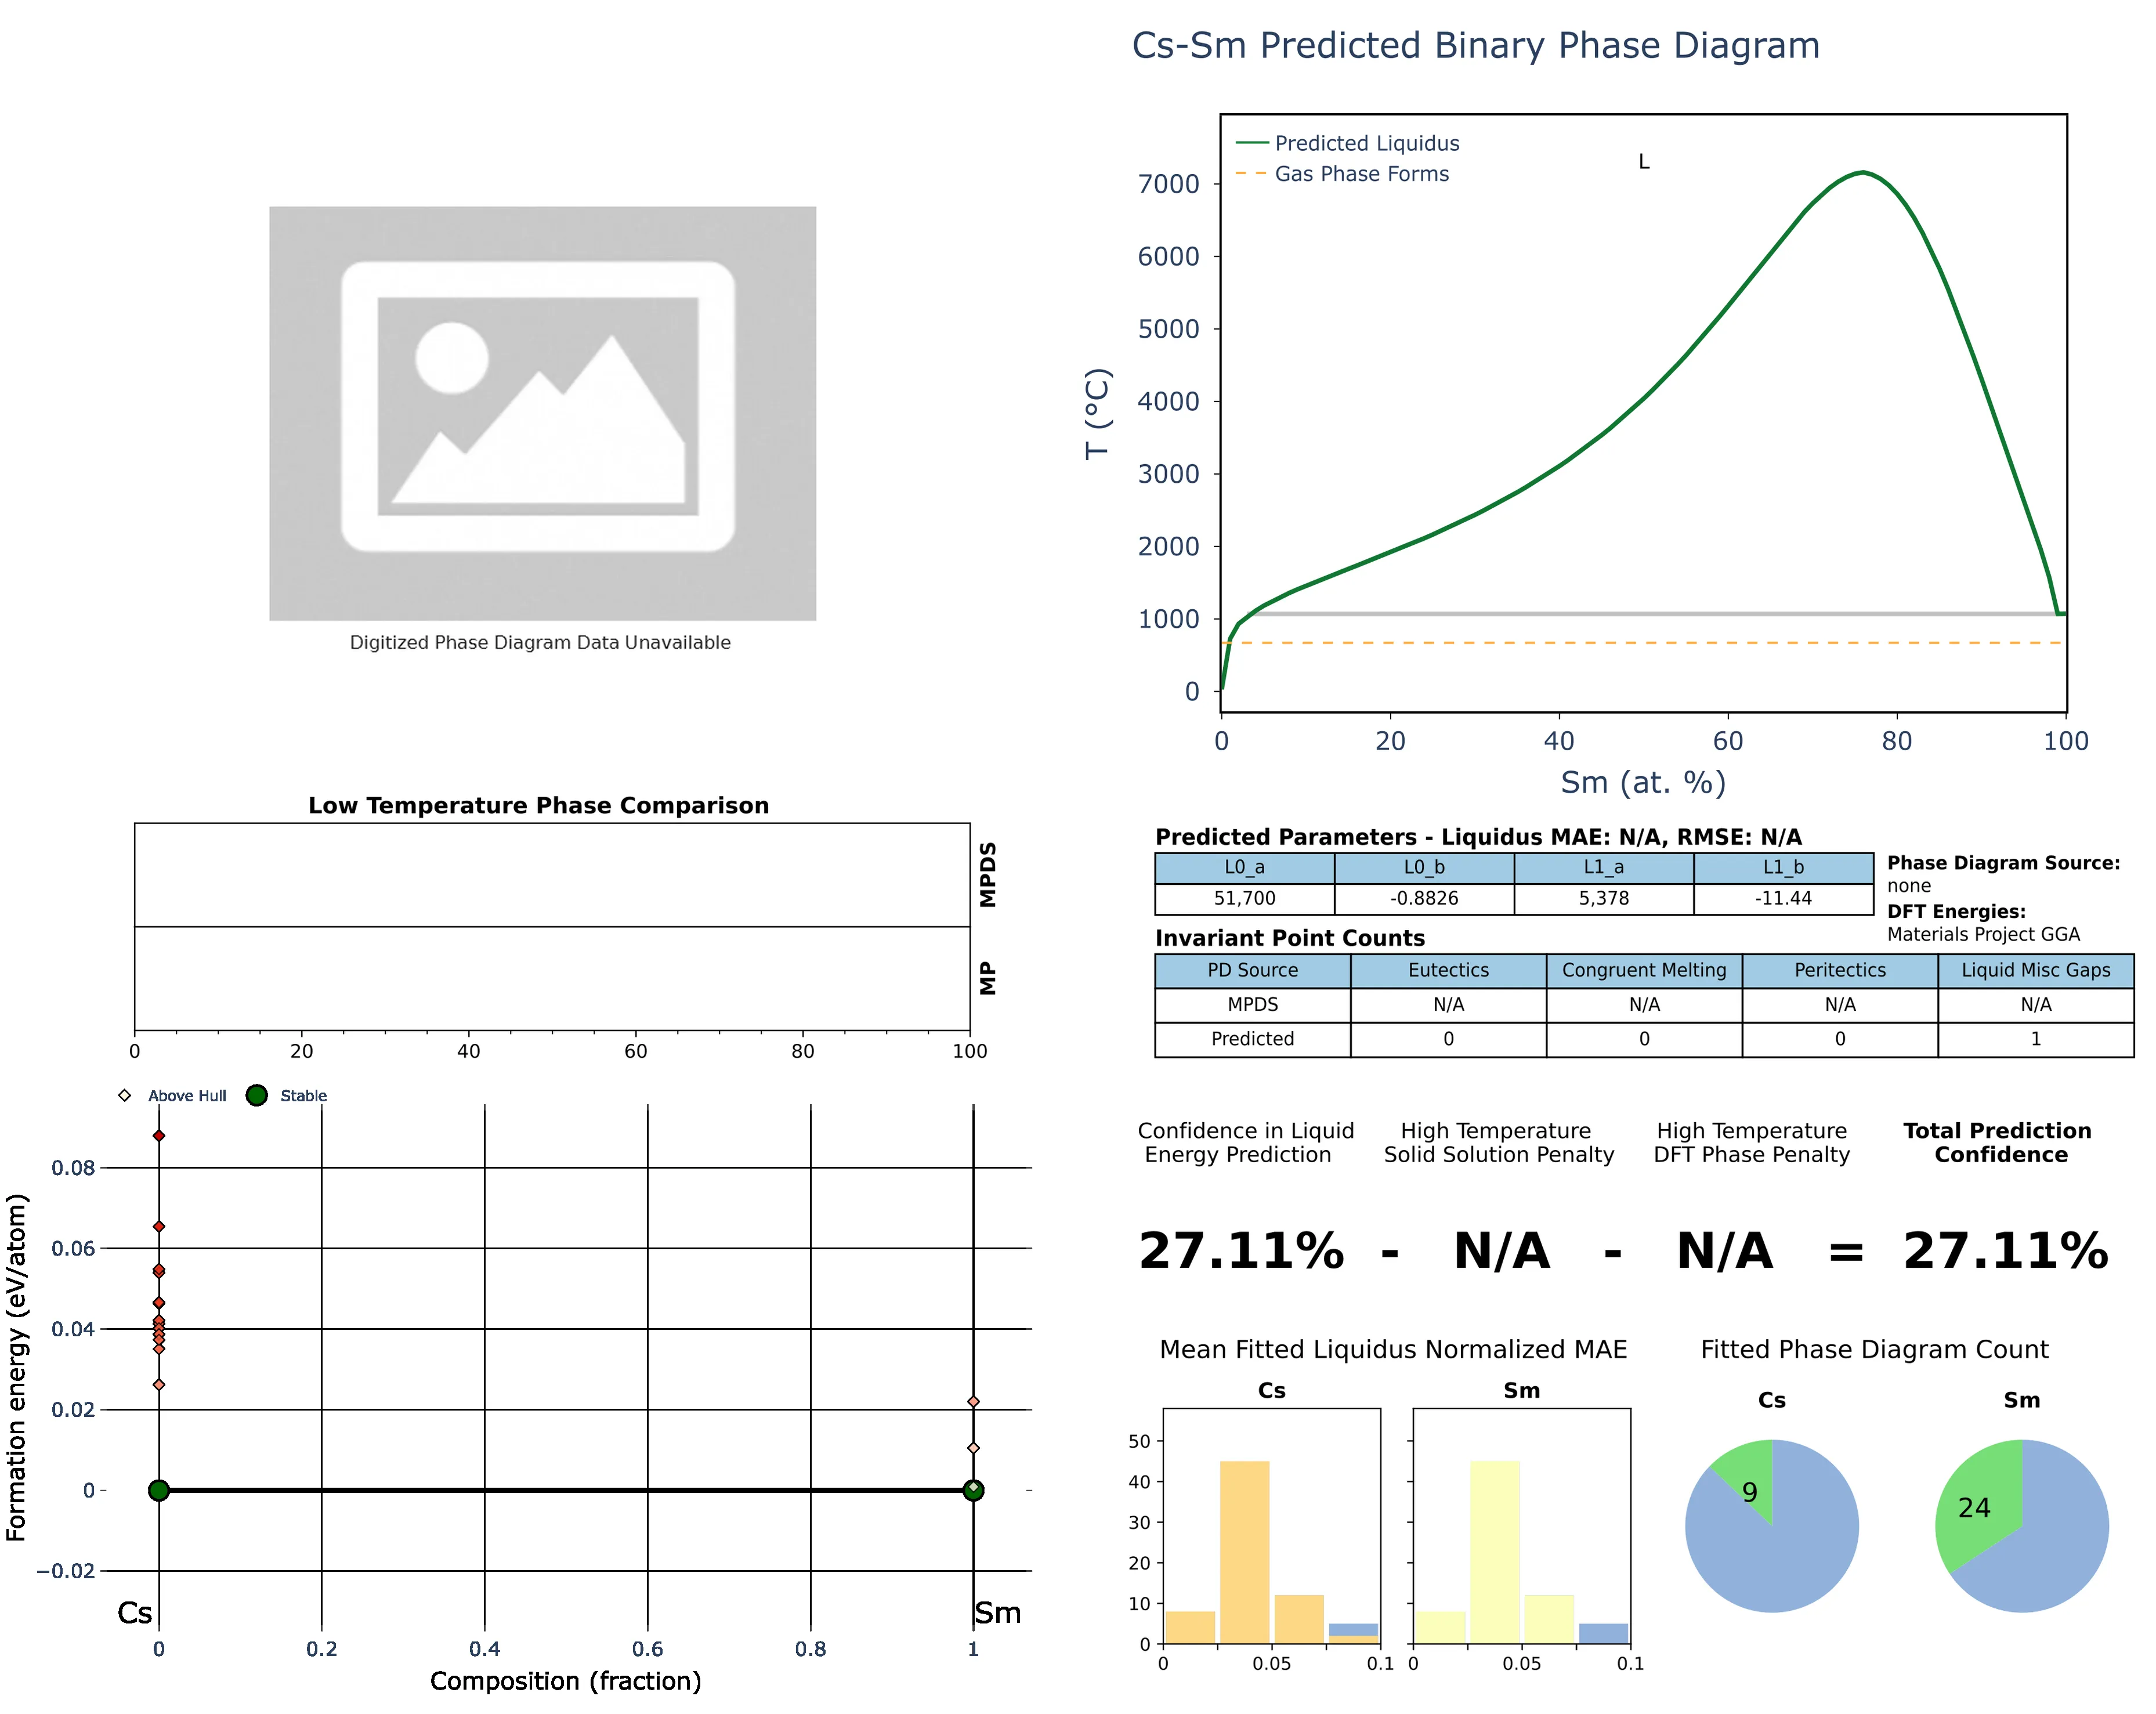 Cs-Sm Predicted Binary Phase Diagram
Digitized Phase Diagram Data Unavailable
Predicted Liquidus
Gas Phase Forms
L
T (°C)
7000
6000
5000
4000
3000
2000
1000
0
0 20 40 60 80 100
Sm (at. %)
Low Temperature Phase Comparison
MPDS
MP
0 20 40 60 80 100
Predicted Parameters - Liquidus MAE: N/A, RMSE: N/A
L0_a L0_b L1_a L1_b
51,700 -0.8826 5,378 -11.44
Phase Diagram Source:
none
DFT Energies:
Materials Project GGA
Invariant Point Counts
PD Source Eutectics Congruent Melting Peritectics Liquid Misc Gaps
MPDS N/A N/A N/A N/A
Predicted 0 0 0 1
Above Hull Stable
Formation energy (eV/atom)
0.08
0.06
0.04
0.02
0
−0.02
Cs Sm
0 0.2 0.4 0.6 0.8 1
Composition (fraction)
Confidence in Liquid
Energy Prediction
High Temperature
Solid Solution Penalty
High Temperature
DFT Phase Penalty
Total Prediction
Confidence
27.11% - N/A - N/A = 27.11%
Mean Fitted Liquidus Normalized MAE
Cs Sm
50
40
30
20
10
0
0 0.05 0.1 0 0.05 0.1
Fitted Phase Diagram Count
Cs Sm
9 24